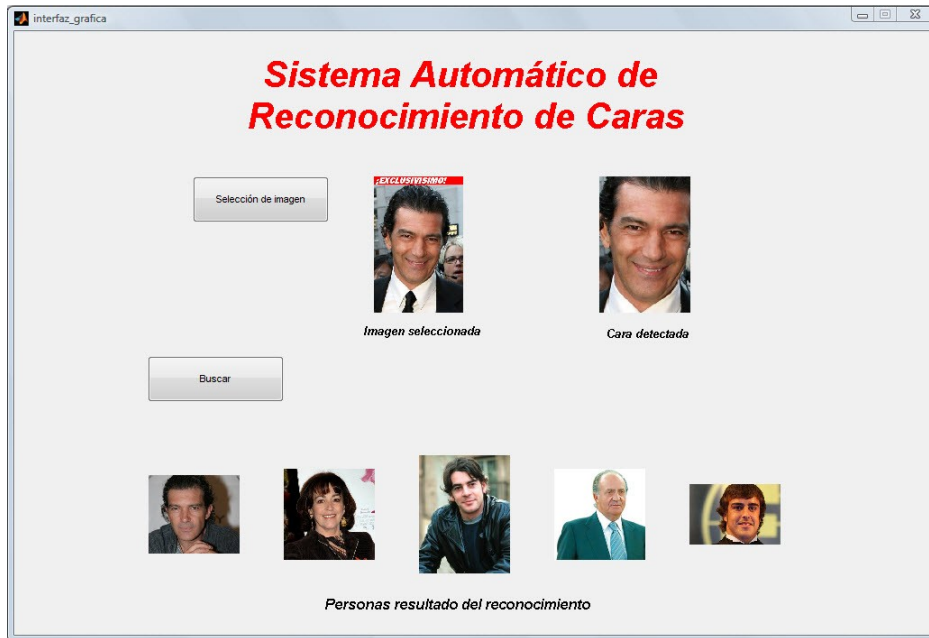 interfaz_grafica
Sistema Automático de
Reconocimiento de Caras
Selección de imagen
¡EXCLUSIVISIMO!
Imagen seleccionada
Cara detectada
Buscar
Personas resultado del reconocimiento